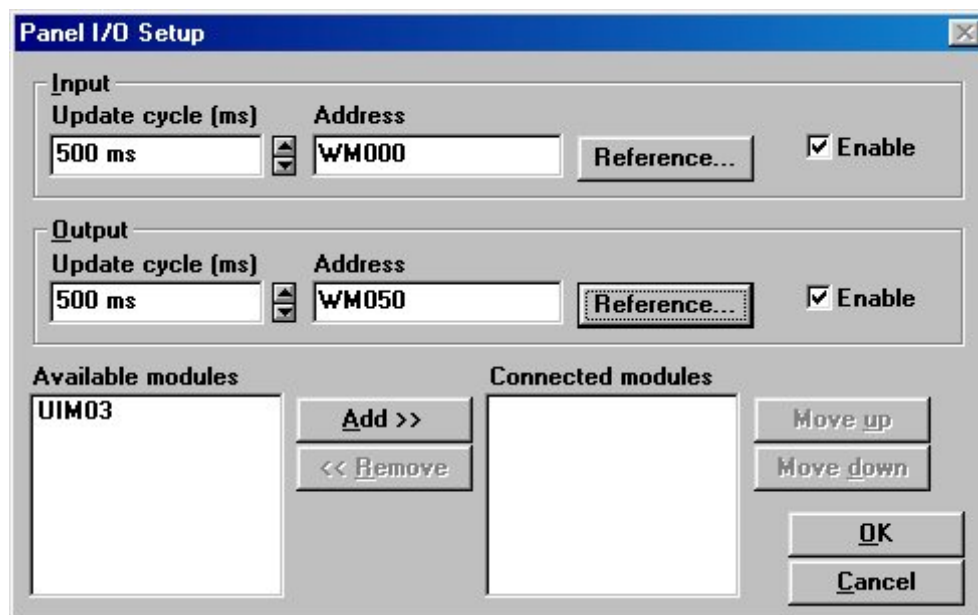 Panel I/O Setup
Input
Update cycle (ms) Address
500 ms WM000 Reference... Enable
Output
Update cycle (ms) Address
500 ms WM050 Reference... Enable
Available modules Connected modules
UIM03 Add >> Move up
<< Remove Move down
OK
Cancel